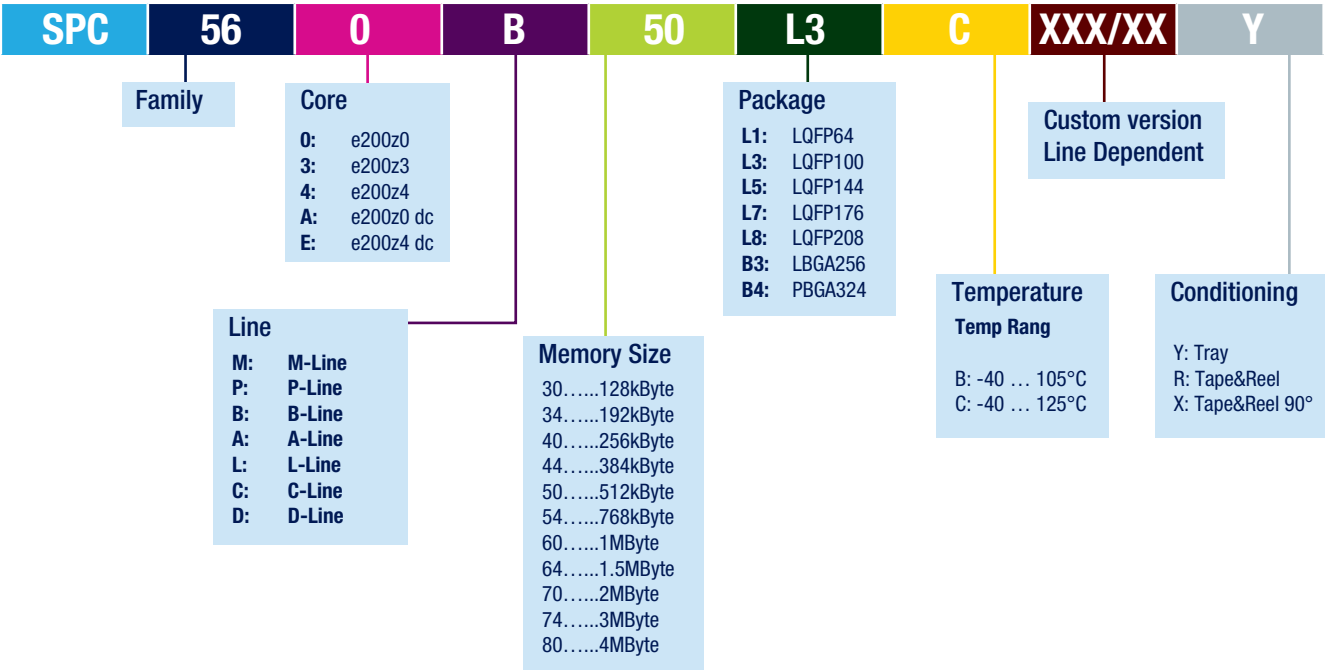 SPC 56 0 B 50 L3 C XXX/XX Y
Family
Core
0: e200z0
3: e200z3
4: e200z4
A: e200z0 dc
E: e200z4 dc
Line
M: M-Line
P: P-Line
B: B-Line
A: A-Line
L: L-Line
C: C-Line
D: D-Line
Memory Size
30…...128kByte
34…...192kByte
40…...256kByte
44…...384kByte
50…...512kByte
54…...768kByte
60…...1MByte
64…...1.5MByte
70…...2MByte
74…...3MByte
80…...4MByte
Package
L1: LQFP64
L3: LQFP100
L5: LQFP144
L7: LQFP176
L8: LQFP208
B3: LBGA256
B4: PBGA324
Temperature
Temp Rang
B: -40 … 105°C
C: -40 … 125°C
Custom version
Line Dependent
Conditioning
Y: Tray
R: Tape&Reel
X: Tape&Reel 90°